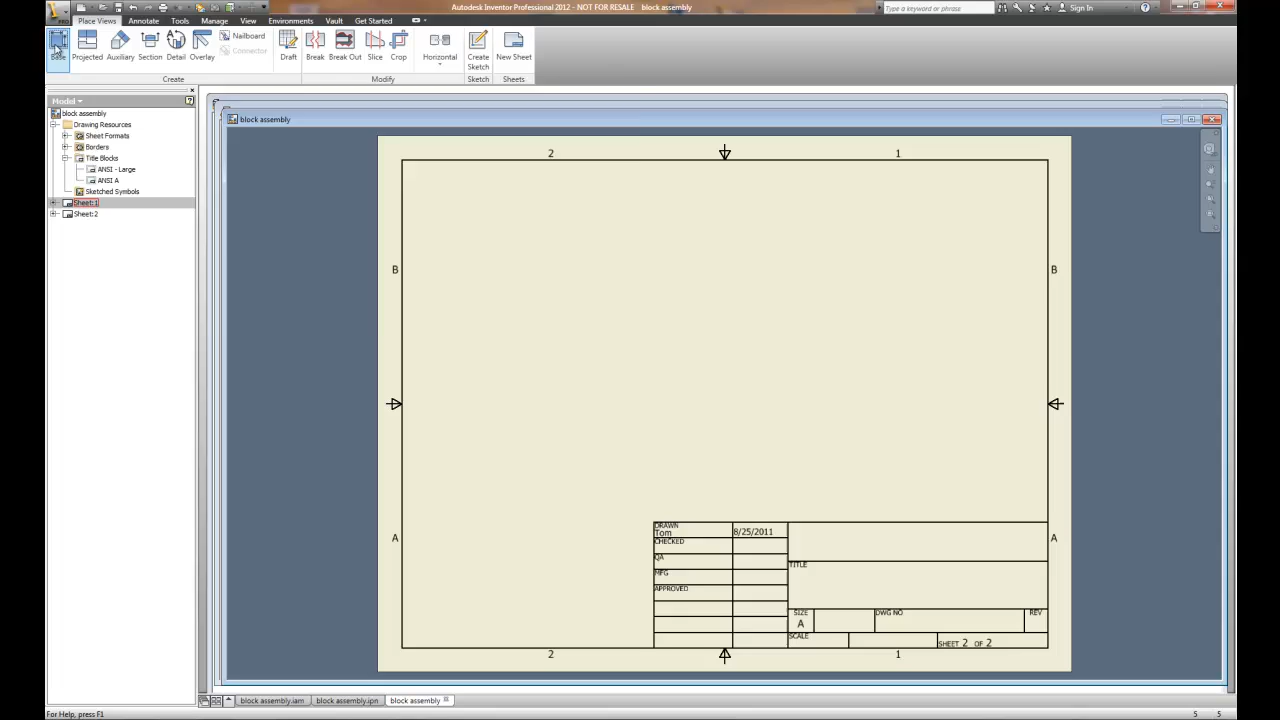 Autodesk Inventor Professional 2012 - NOT FOR RESALE block assembly
Type a keyword or phrase
Sign In
PRO
Place Views Annotate Tools Manage View Environments Vault Get Started
Base Projected Auxiliary Section Detail Overlay
Nailboard
Connector
Draft Break Break Out Slice Crop Horizontal
Create Sketch
New Sheet
Create Modify Sketch Sheets
Model
block assembly
Drawing Resources
Sheet Formats
Borders
Title Blocks
ANSI - Large
ANSI A
Sketched Symbols
Sheet:1
Sheet:2
block assembly
2 1
B B
A A
DRAWN
Tom 8/25/2011
CHECKED
QA
MFG
APPROVED
TITLE
SIZE
A
DWG NO
REV
SCALE
SHEET 2 OF 2
2 1
block assembly.iam block assembly.ipn block assembly
For Help, press F1
5 5